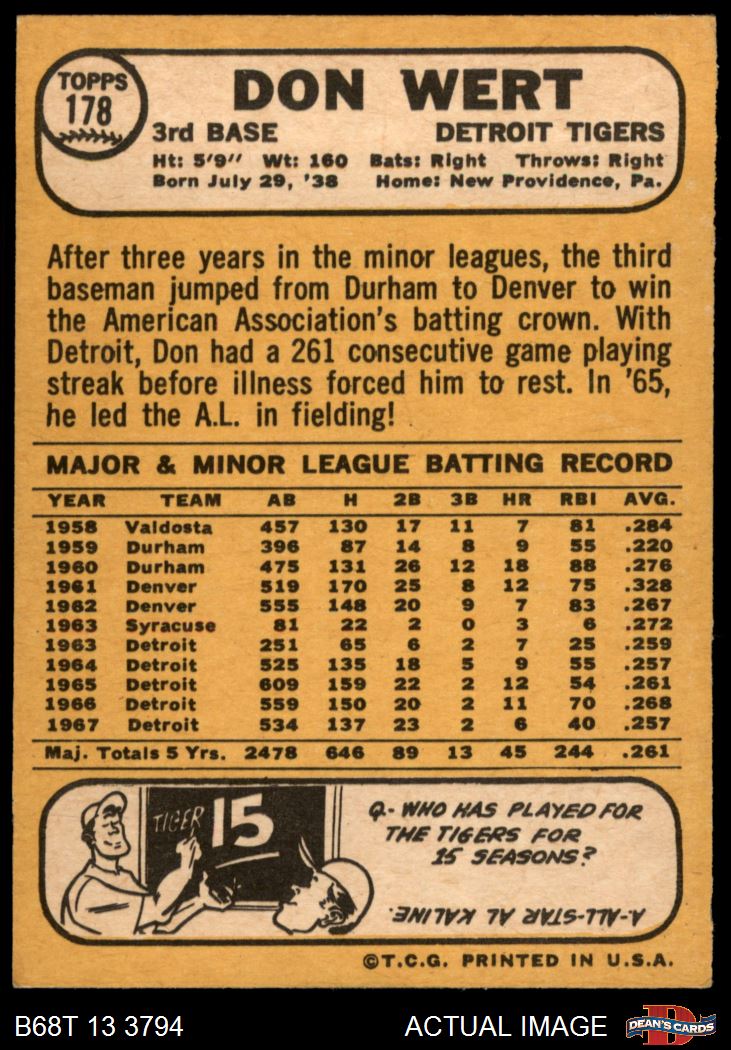 TOPPS
178
DON WERT
3rd BASE DETROIT TIGERS
Ht: 5'9" Wt: 160 Bats: Right Throws: Right
Born July 29, '38 Home: New Providence, Pa.
After three years in the minor leagues, the third
baseman jumped from Durham to Denver to win
the American Association's batting crown. With
Detroit, Don had a 261 consecutive game playing
streak before illness forced him to rest. In '65,
he led the A.L. in fielding!
MAJOR & MINOR LEAGUE BATTING RECORD
YEAR TEAM AB H 2B 3B HR RBI AVG.
1958 Valdosta 457 130 17 11 7 81 .284
1959 Durham 396 87 14 8 9 55 .220
1960 Durham 475 131 26 12 18 88 .276
1961 Denver 519 170 25 8 12 75 .328
1962 Denver 555 148 20 9 7 83 .267
1963 Syracuse 81 22 2 0 3 6 .272
1963 Detroit 251 65 6 2 7 25 .259
1964 Detroit 525 135 18 5 9 55 .257
1965 Detroit 609 159 22 2 12 54 .261
1966 Detroit 559 150 20 2 11 70 .268
1967 Detroit 534 137 23 2 6 40 .257
Maj. Totals 5 Yrs. 2478 646 89 13 45 244 .261
TIGER 15
Q- WHO HAS PLAYED FOR
THE TIGERS FOR
15 SEASONS?
A-ALL-STAR AL KALINE.
©T.C.G. PRINTED IN U.S.A.
B68T 13 3794 ACTUAL IMAGE D DEAN'S CARDS